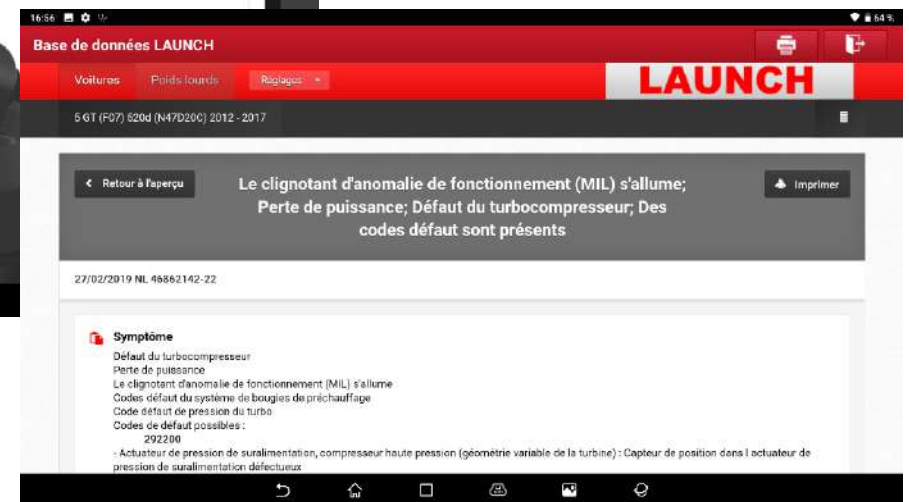 16:56
64 %
Base de données LAUNCH
Voitures Poids lourds Réglages
LAUNCH
5 GT (F07) 520d (N47D20C) 2012 - 2017
Retour à l'aperçu
Le clignotant d'anomalie de fonctionnement (MIL) s'allume;
Perte de puissance; Défaut du turbocompresseur; Des
codes défaut sont présents
Imprimer
27/02/2019 NL 46862142-22
Symptôme
Défaut du turbocompresseur
Perte de puissance
Le clignotant d'anomalie de fonctionnement (MIL) s'allume
Codes défaut du système de bougies de préchauffage
Code défaut de pression du turbo
Codes de défaut possibles :
292200
- Actuateur de pression de suralimentation, compresseur haute pression (géométrie variable de la turbine) : Capteur de position dans l actuateur de
pression de suralimentation défectueux